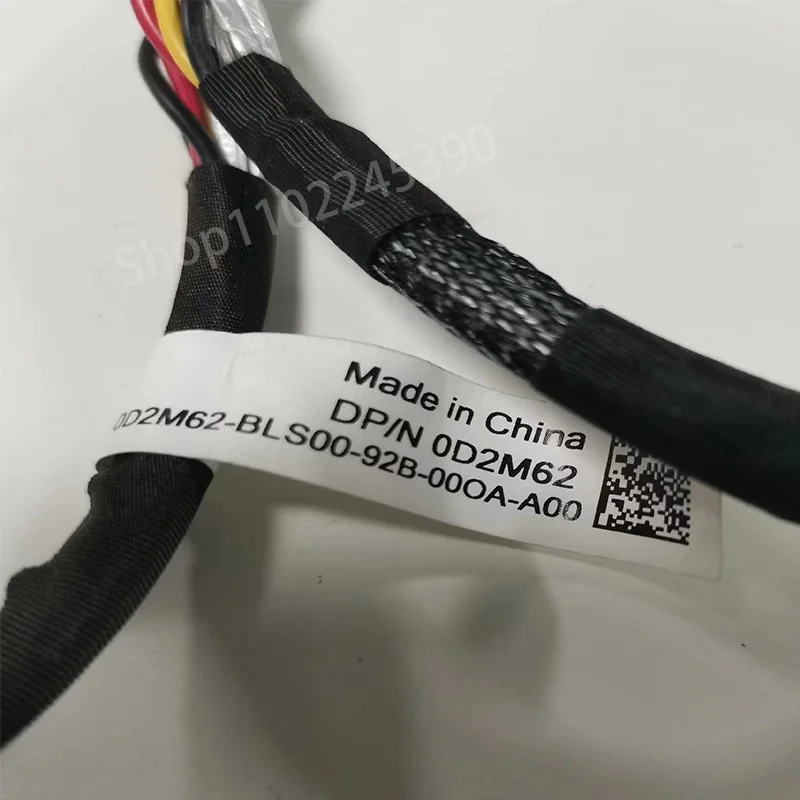 Shop1102245390
Made in China
DP/N 0D2M62
0D2M62-BLS00-92B-00OA-A00